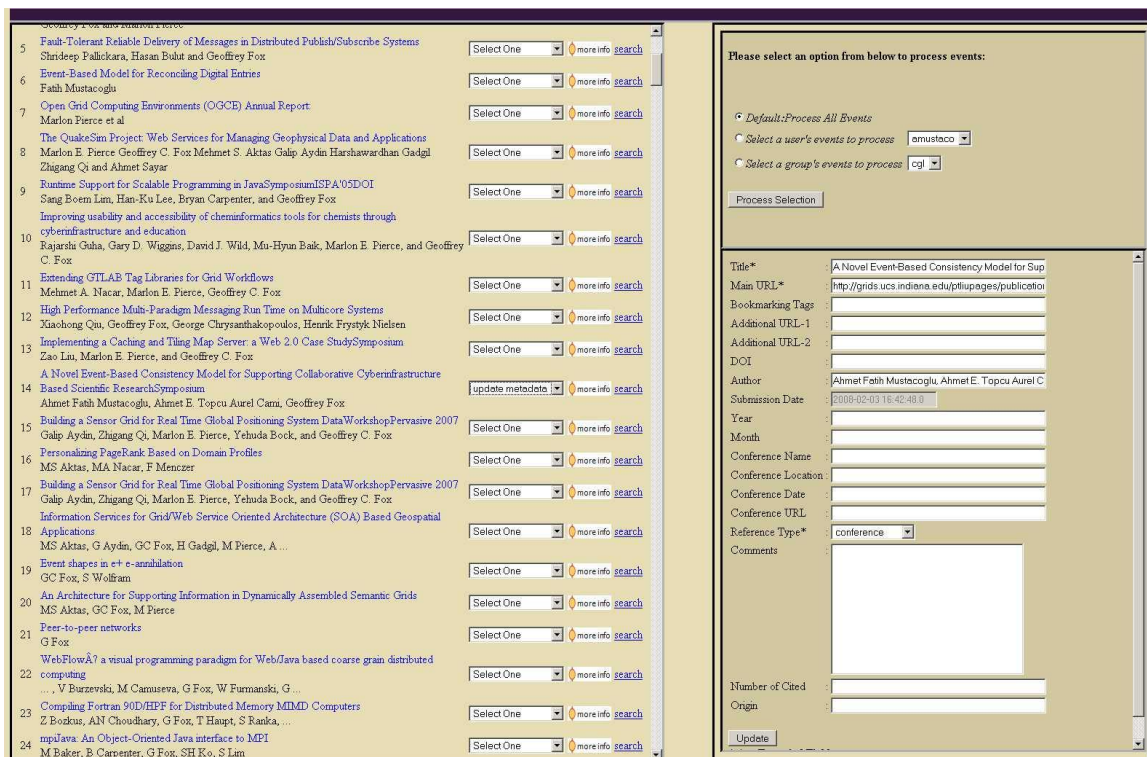 Geoffrey Fox and Marlon Pierce
5 Fault-Tolerant Reliable Delivery of Messages in Distributed Publish/Subscribe Systems
Shrideep Pallickara, Hasan Bulut and Geoffrey Fox
Select One more info search
6 Event-Based Model for Reconciling Digital Entries
Fatih Mustacoglu
Select One more info search
7 Open Grid Computing Environments (OGCE) Annual Report:
Marlon Pierce et al
Select One more info search
The QuakeSim Project: Web Services for Managing Geophysical Data and Applications
8 Marlon E. Pierce Geoffrey C. Fox Mehmet S. Aktas Galip Aydin Harshawardhan Gadgil
Zhigang Qi and Ahmet Sayar
Select One more info search
9 Runtime Support for Scalable Programming in JavaSymposiumISPA'05DOI
Sang Boem Lim, Han-Ku Lee, Bryan Carpenter, and Geoffrey Fox
Select One more info search
Improving usability and accessibility of cheminformatics tools for chemists through
cyberinfrastructure and education
10 Rajarshi Guha, Gary D. Wiggins, David J. Wild, Mu-Hyun Baik, Marlon E. Pierce, and Geoffrey
C. Fox
Select One more info search
11 Extending GTLAB Tag Libraries for Grid Workflows
Mehmet A. Nacar, Marlon E. Pierce, Geoffrey C. Fox
Select One more info search
12 High Performance Multi-Paradigm Messaging Run Time on Multicore Systems
Xiaohong Qiu, Geoffrey Fox, George Chrysanthakopoulos, Henrik Frystyk Nielsen
Select One more info search
13 Implementing a Caching and Tiling Map Server: a Web 2.0 Case StudySymposium
Zao Liu, Marlon E. Pierce, and Geoffrey C. Fox
Select One more info search
A Novel Event-Based Consistency Model for Supporting Collaborative Cyberinfrastructure
14 Based Scientific ResearchSymposium
Ahmet Fatih Mustacoglu, Ahmet E. Topcu Aurel Cami, Geoffrey Fox
update metadata more info search
15 Building a Sensor Grid for Real Time Global Positioning System DataWorkshopPervasive 2007
Galip Aydin, Zhigang Qi, Marlon E. Pierce, Yehuda Bock, and Geoffrey C. Fox
Select One more info search
16 Personalizing PageRank Based on Domain Profiles
MS Aktas, MA Nacar, F Menczer
Select One more info search
17 Building a Sensor Grid for Real Time Global Positioning System DataWorkshopPervasive 2007
Galip Aydin, Zhigang Qi, Marlon E. Pierce, Yehuda Bock, and Geoffrey C. Fox
Select One more info search
Information Services for Grid/Web Service Oriented Architecture (SOA) Based Geospatial
18 Applications
MS Aktas, G Aydin, GC Fox, H Gadgil, M Pierce, A ...
Select One more info search
19 Event shapes in e+ e-annihilation
GC Fox, S Wolfram
Select One more info search
20 An Architecture for Supporting Information in Dynamically Assembled Semantic Grids
MS Aktas, GC Fox, M Pierce
Select One more info search
21 Peer-to-peer networks
G Fox
Select One more info search
WebFlowÂ? a visual programming paradigm for Web/Java based coarse grain distributed
22 computing
... , V Burzevski, M Camuseva, G Fox, W Furmanski, G ...
Select One more info search
23 Compiling Fortran 90D/HPF for Distributed Memory MIMD Computers
Z Bozkus, AN Choudhary, G Fox, T Haupt, S Ranka, ...
Select One more info search
24 mpiJava: An Object-Oriented Java interface to MPI
M Baker, B Carpenter, G Fox, SH Ko, S Lim
Select One more info search
Please select an option from below to process events:
Default:Process All Events
Select a user's events to process amustaco
Select a group's events to process cgl
Process Selection
Title* : A Novel Event-Based Consistency Model for Sup
Main URL* : http://grids.ucs.indiana.edu/ptliupages/publication
Bookmarking Tags :
Additional URL-1 :
Additional URL-2 :
DOI :
Author : Ahmet Fatih Mustacoglu, Ahmet E. Topcu Aurel C
Submission Date : 2008-02-03 16:42:48.0
Year :
Month :
Conference Name :
Conference Location :
Conference Date :
Conference URL :
Reference Type* : conference
Comments :
Number of Cited :
Origin :
Update